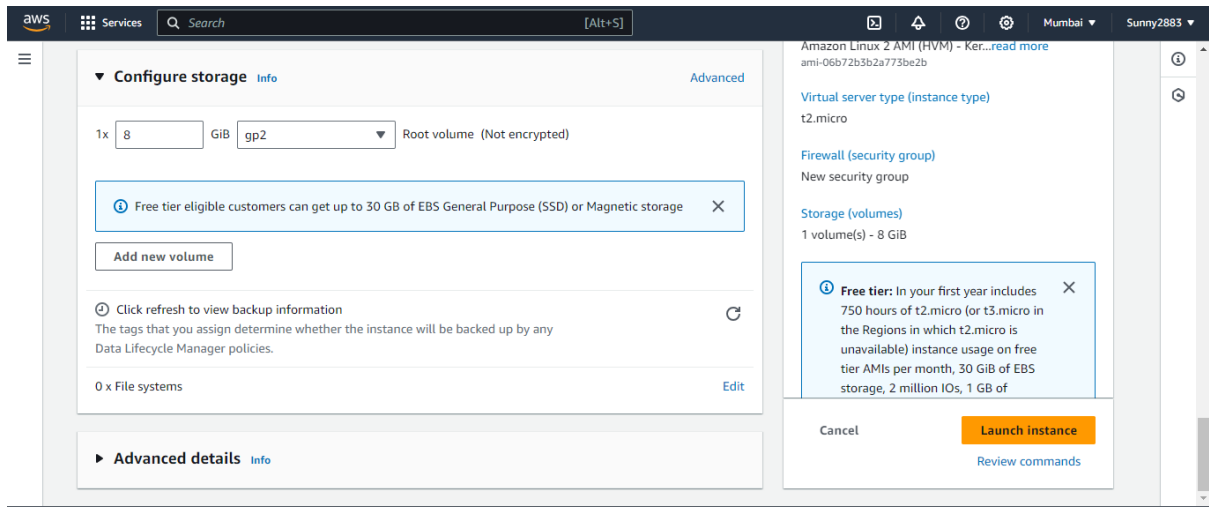 aws Services Search [Alt+S] Mumbai ▼ Sunny2883 ▼
▼ Configure storage Info Advanced
1x 8 GiB gp2 ▼ Root volume (Not encrypted)
Free tier eligible customers can get up to 30 GB of EBS General Purpose (SSD) or Magnetic storage
Add new volume
Click refresh to view backup information
The tags that you assign determine whether the instance will be backed up by any
Data Lifecycle Manager policies.
0 x File systems Edit
▶ Advanced details Info
Amazon Linux 2 AMI (HVM) - Ker...read more
ami-06b72b3b2a773be2b
Virtual server type (instance type)
t2.micro
Firewall (security group)
New security group
Storage (volumes)
1 volume(s) - 8 GiB
Free tier: In your first year includes
750 hours of t2.micro (or t3.micro in
the Regions in which t2.micro is
unavailable) instance usage on free
tier AMIs per month, 30 GiB of EBS
storage, 2 million IOs, 1 GB of
Cancel Launch instance
Review commands